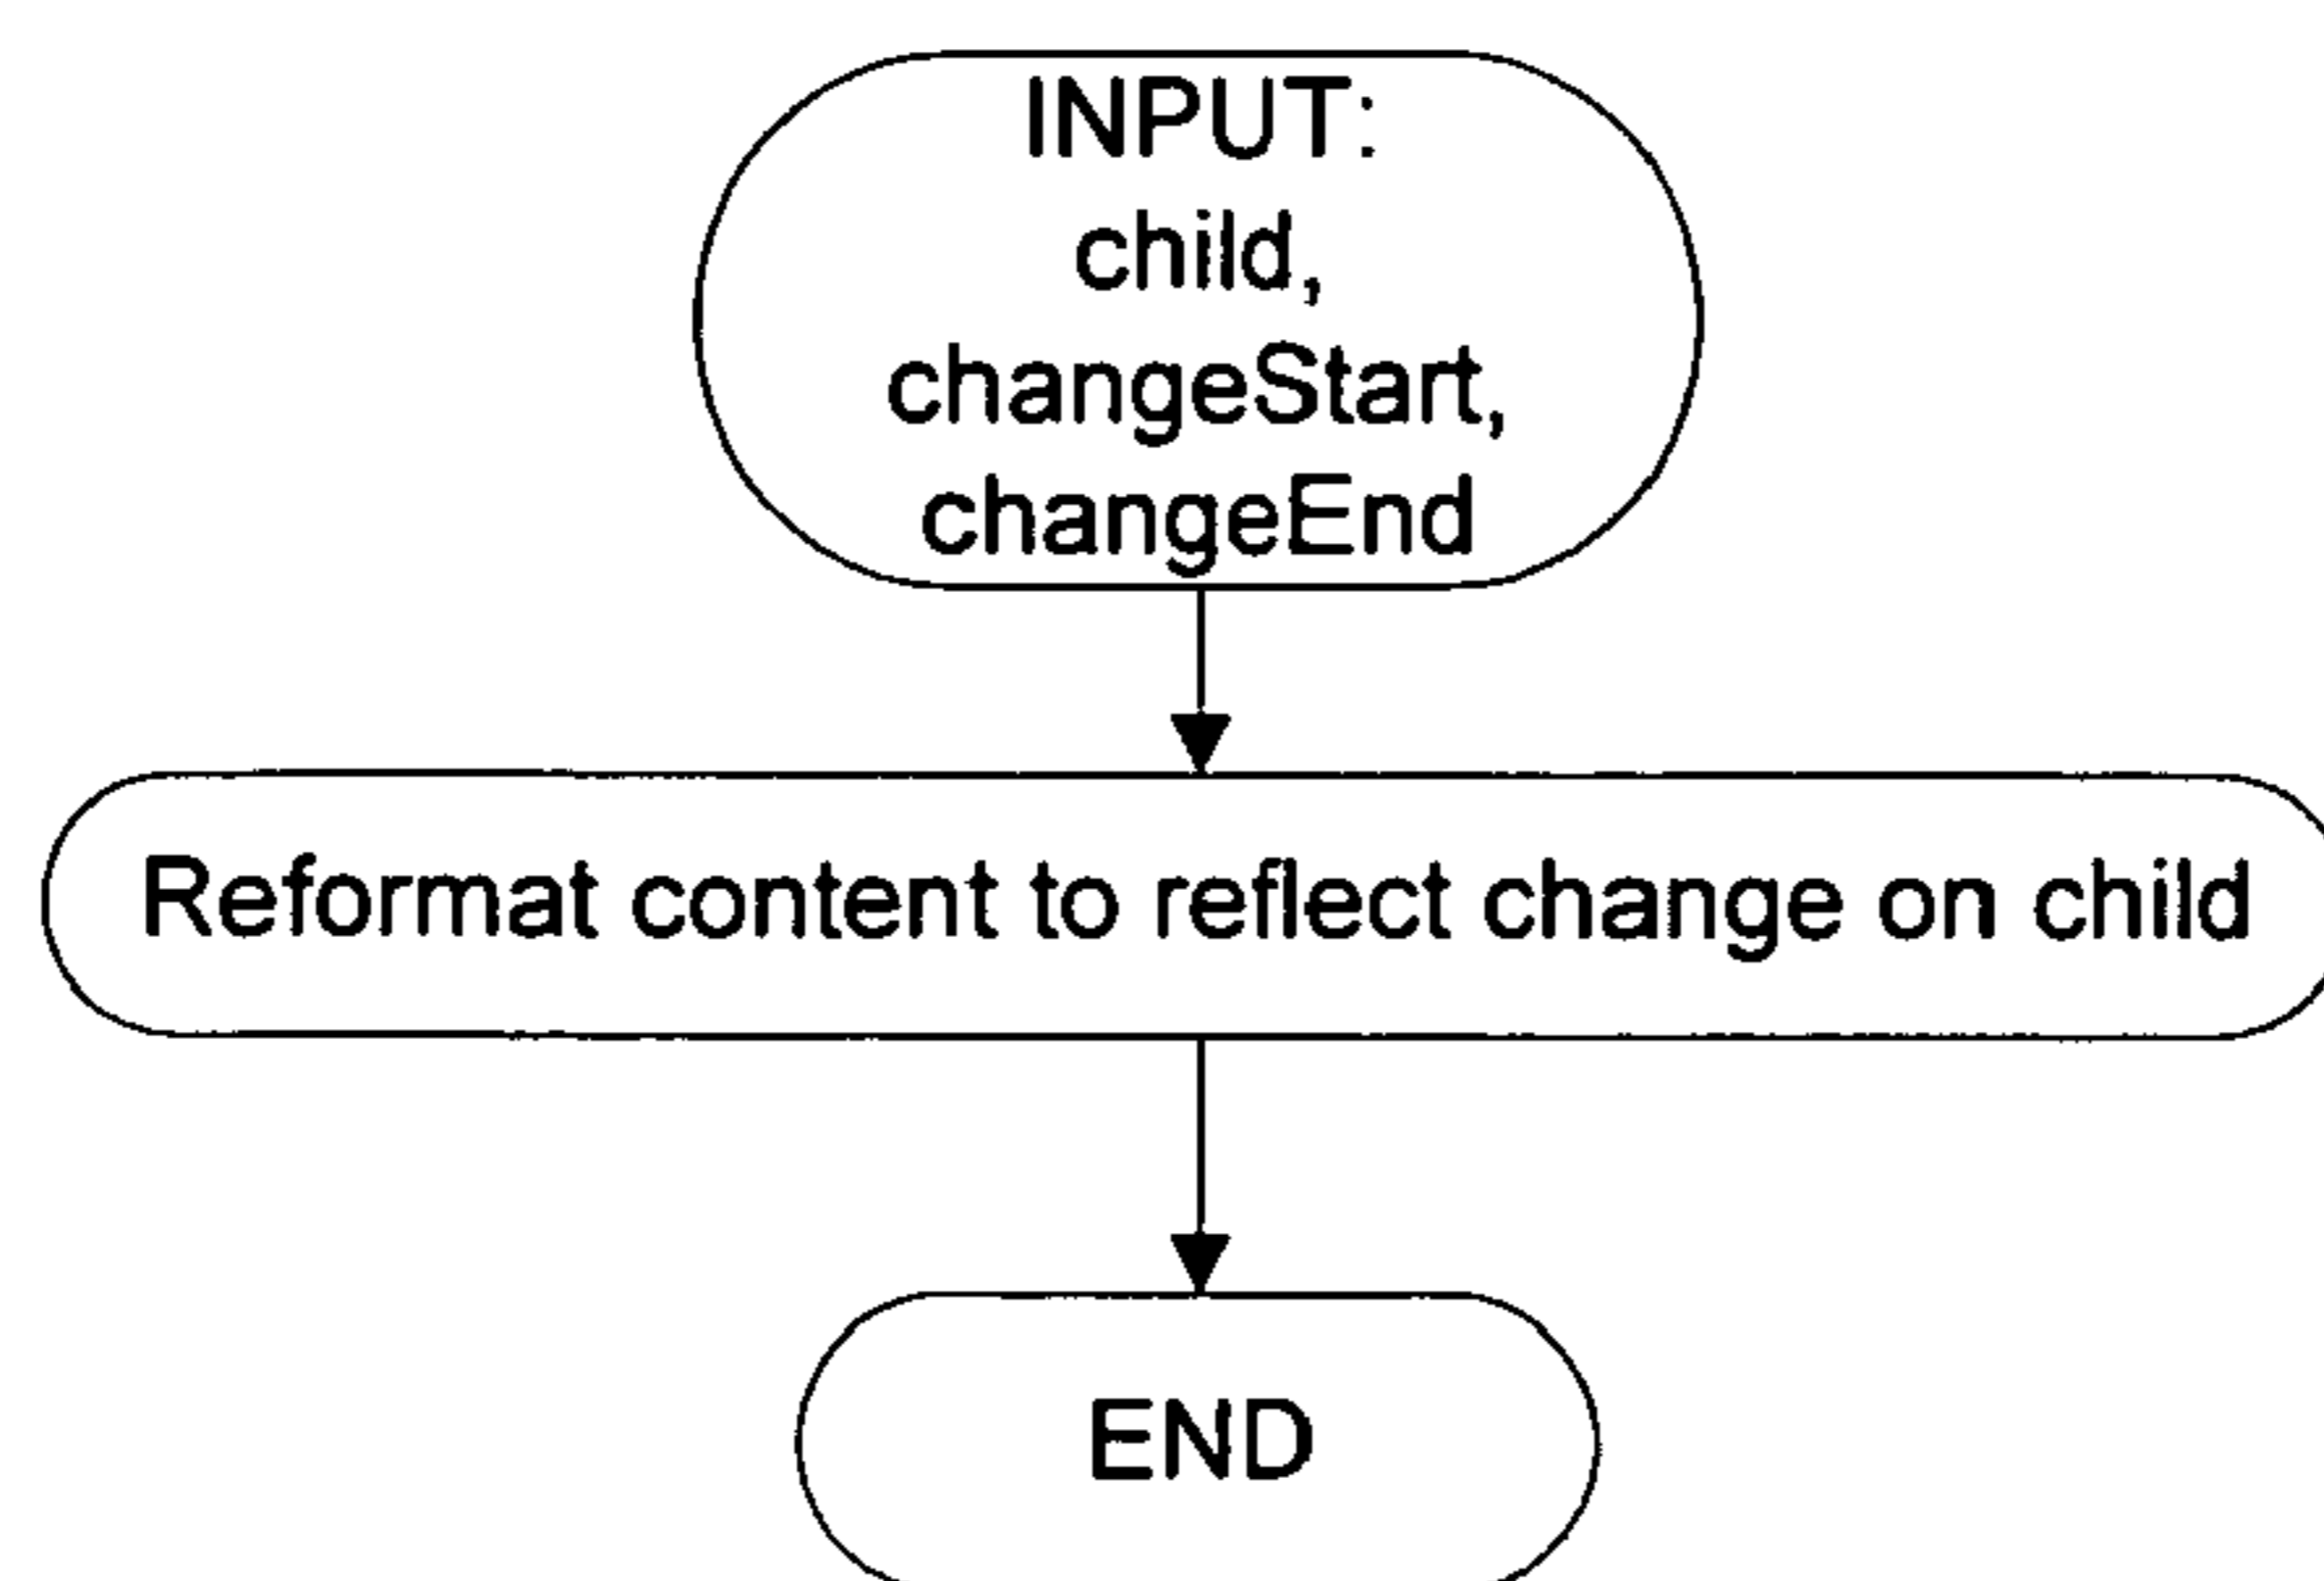 INPUT:
child,
changeStart,
changeEnd
Reformat content to reflect change on child
END